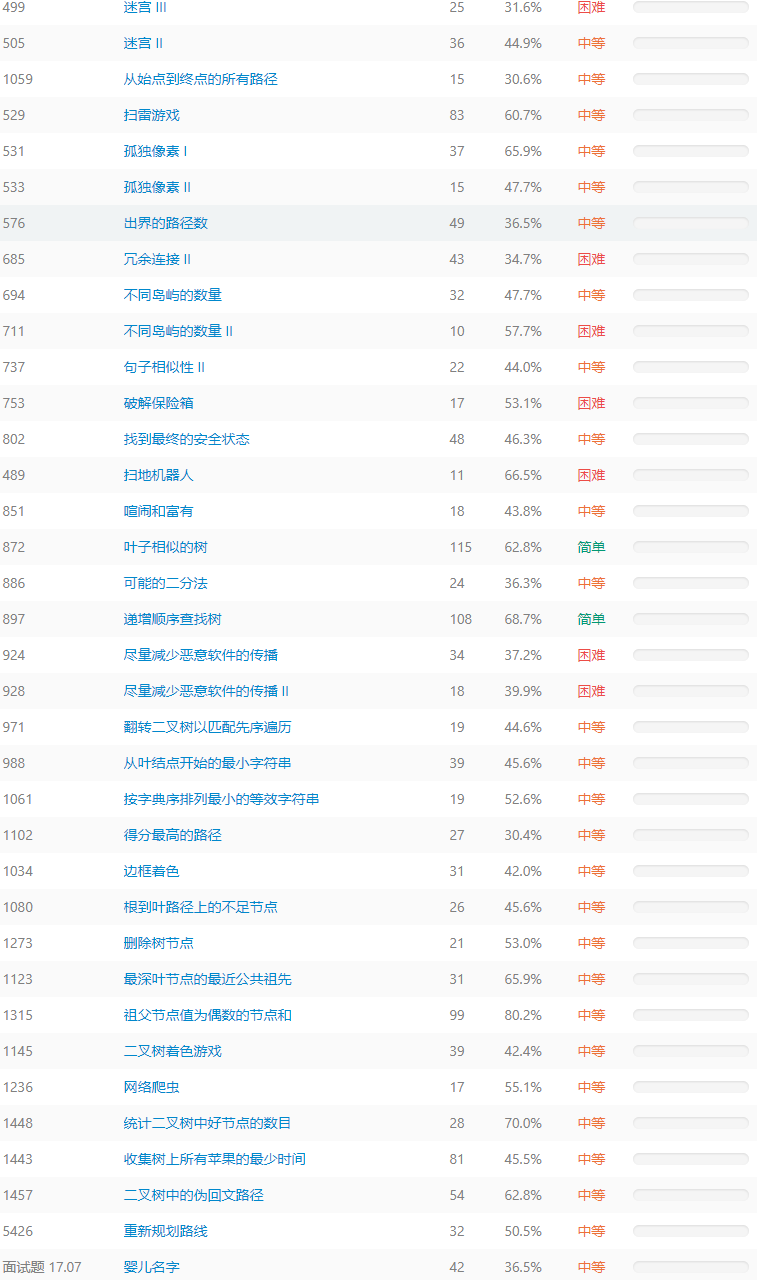 499 迷宫 III 25 31.6% 困难
505 迷宫 II 36 44.9% 中等
1059 从始点到终点的所有路径 15 30.6% 中等
529 扫雷游戏 83 60.7% 中等
531 孤独像素 I 37 65.9% 中等
533 孤独像素 II 15 47.7% 中等
576 出界的路径数 49 36.5% 中等
685 冗余连接 II 43 34.7% 困难
694 不同岛屿的数量 32 47.7% 中等
711 不同岛屿的数量 II 10 57.7% 困难
737 句子相似性 II 22 44.0% 中等
753 破解保险箱 17 53.1% 困难
802 找到最终的安全状态 48 46.3% 中等
489 扫地机器人 11 66.5% 困难
851 喧闹和富有 18 43.8% 中等
872 叶子相似的树 115 62.8% 简单
886 可能的二分法 24 36.3% 中等
897 递增顺序查找树 108 68.7% 简单
924 尽量减少恶意软件的传播 34 37.2% 困难
928 尽量减少恶意软件的传播 II 18 39.9% 困难
971 翻转二叉树以匹配先序遍历 19 44.6% 中等
988 从叶结点开始的最小字符串 39 45.6% 中等
1061 按字典序排列最小的等效字符串 19 52.6% 中等
1102 得分最高的路径 27 30.4% 中等
1034 边框着色 31 42.0% 中等
1080 根到叶路径上的不足节点 26 45.6% 中等
1273 删除树节点 21 53.0% 中等
1123 最深叶节点的最近公共祖先 31 65.9% 中等
1315 祖父节点值为偶数的节点和 99 80.2% 中等
1145 二叉树着色游戏 39 42.4% 中等
1236 网络爬虫 17 55.1% 中等
1448 统计二叉树中好节点的数目 28 70.0% 中等
1443 收集树上所有苹果的最少时间 81 45.5% 中等
1457 二叉树中的伪回文路径 54 62.8% 中等
5426 重新规划路线 32 50.5% 中等
面试题 17.07 婴儿名字 42 36.5% 中等